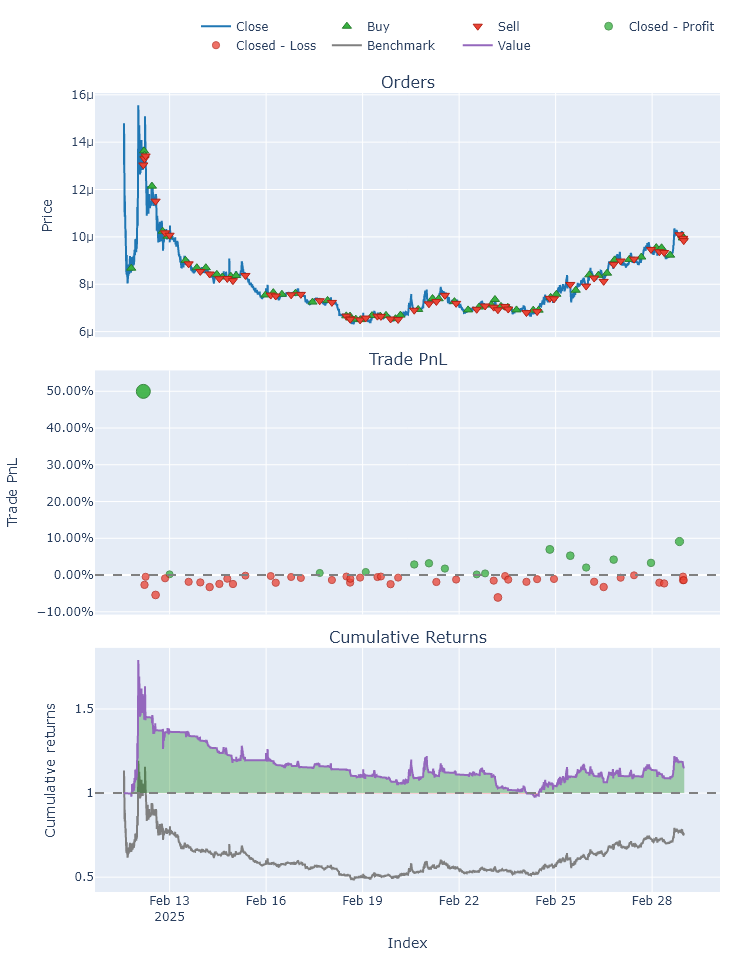 Close
Buy
Sell
Closed - Profit
Closed - Loss
Benchmark
Value
Orders
16μ
14μ
12μ
10μ
8μ
6μ
Price
Trade PnL
50.00%
40.00%
30.00%
20.00%
10.00%
0.00%
−10.00%
Trade PnL
Cumulative Returns
1.5
1
0.5
Cumulative returns
Feb 13
2025
Feb 16
Feb 19
Feb 22
Feb 25
Feb 28
Index